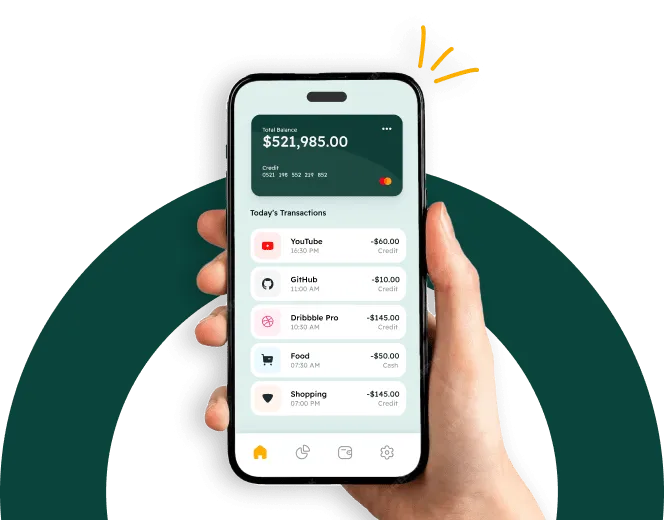 Total Balance
$521,985.00
Credit
0521 198 552 219 852
Today's Transactions
YouTube -$60.00
16:30 PM Credit
GitHub -$10.00
11:00 AM Credit
Dribbble Pro -$145.00
10:30 AM Credit
Food -$50.00
07:30 AM Cash
Shopping -$145.00
07:00 PM Credit